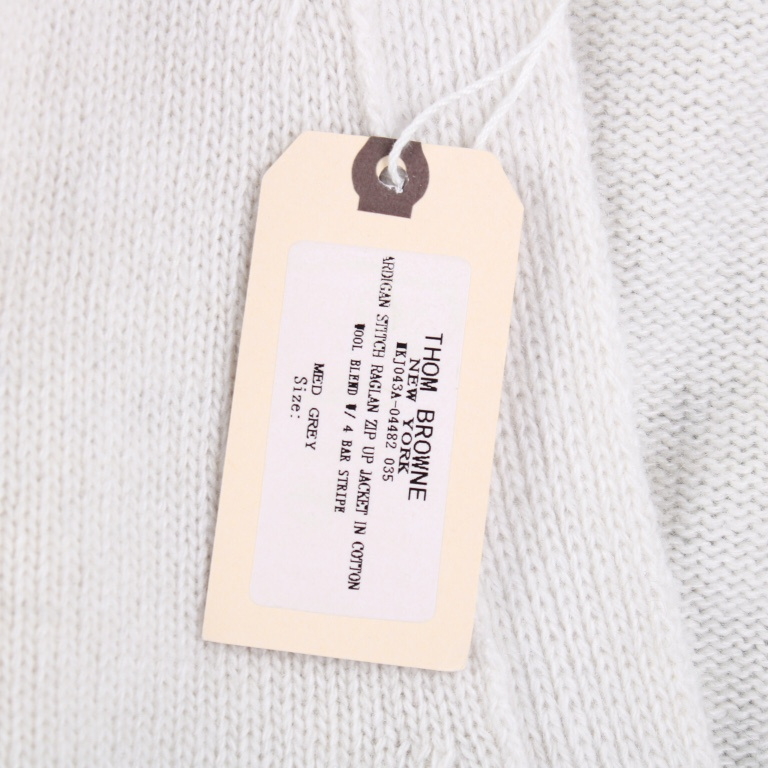 THOM BROWNE
NEW YORK
MKJ043A-04482 035
ARDIGAN STITCH RAGLAN ZIP UP JACKET IN COTTON
WOOL BLEND W/ 4 BAR STRIPE
MED GREY
Size: